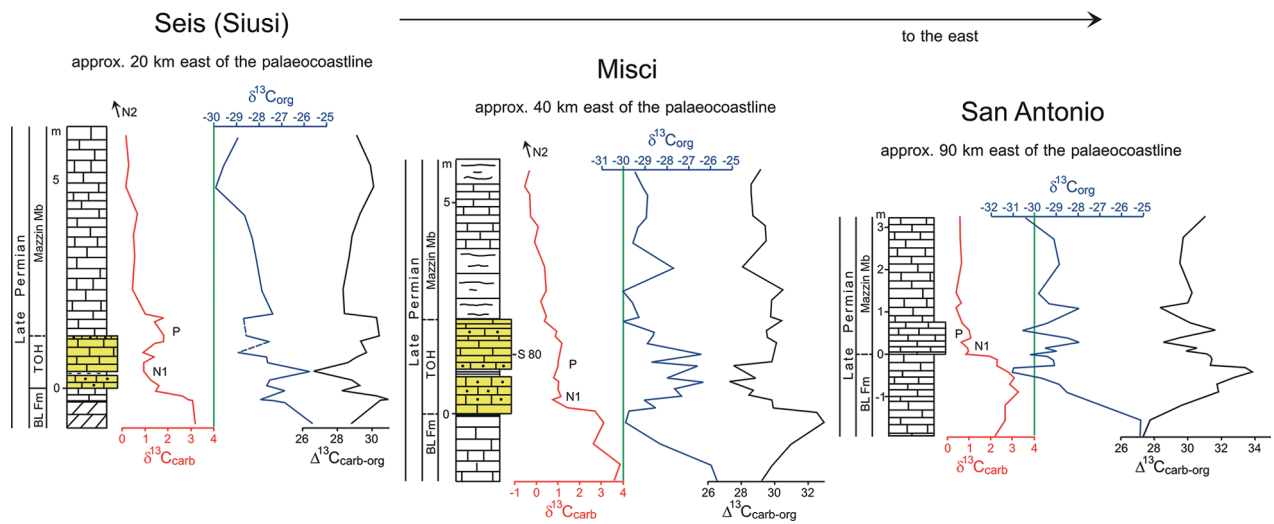 Seis (Siusi)
approx. 20 km east of the palaeocoastline
to the east
Misci
approx. 40 km east of the palaeocoastline
San Antonio
approx. 90 km east of the palaeocoastline
δ13Corg
-30 -29 -28 -27 -26 -25
N2
m
5
0
Late Permian
Mazzin Mb
TOH
BL Fm
P
N1
0 1 2 3 4
δ13Ccarb
26 28 30
Δ13Ccarb-org
δ13Corg
-31 -30 -29 -28 -27 -26 -25
N2
m
5
0
Late Permian
Mazzin Mb
TOH
BL Fm
S 80
P
N1
-1 0 1 2 3 4
δ13Ccarb
26 28 30 32
Δ13Ccarb-org
δ13Corg
-32 -31 -30 -29 -28 -27 -26 -25
m
3
2
1
0
-1
Late Permian
Mazzin Mb
BL Fm
P
N1
0 1 2 3 4
δ13Ccarb
26 28 30 32 34
Δ13Ccarb-org